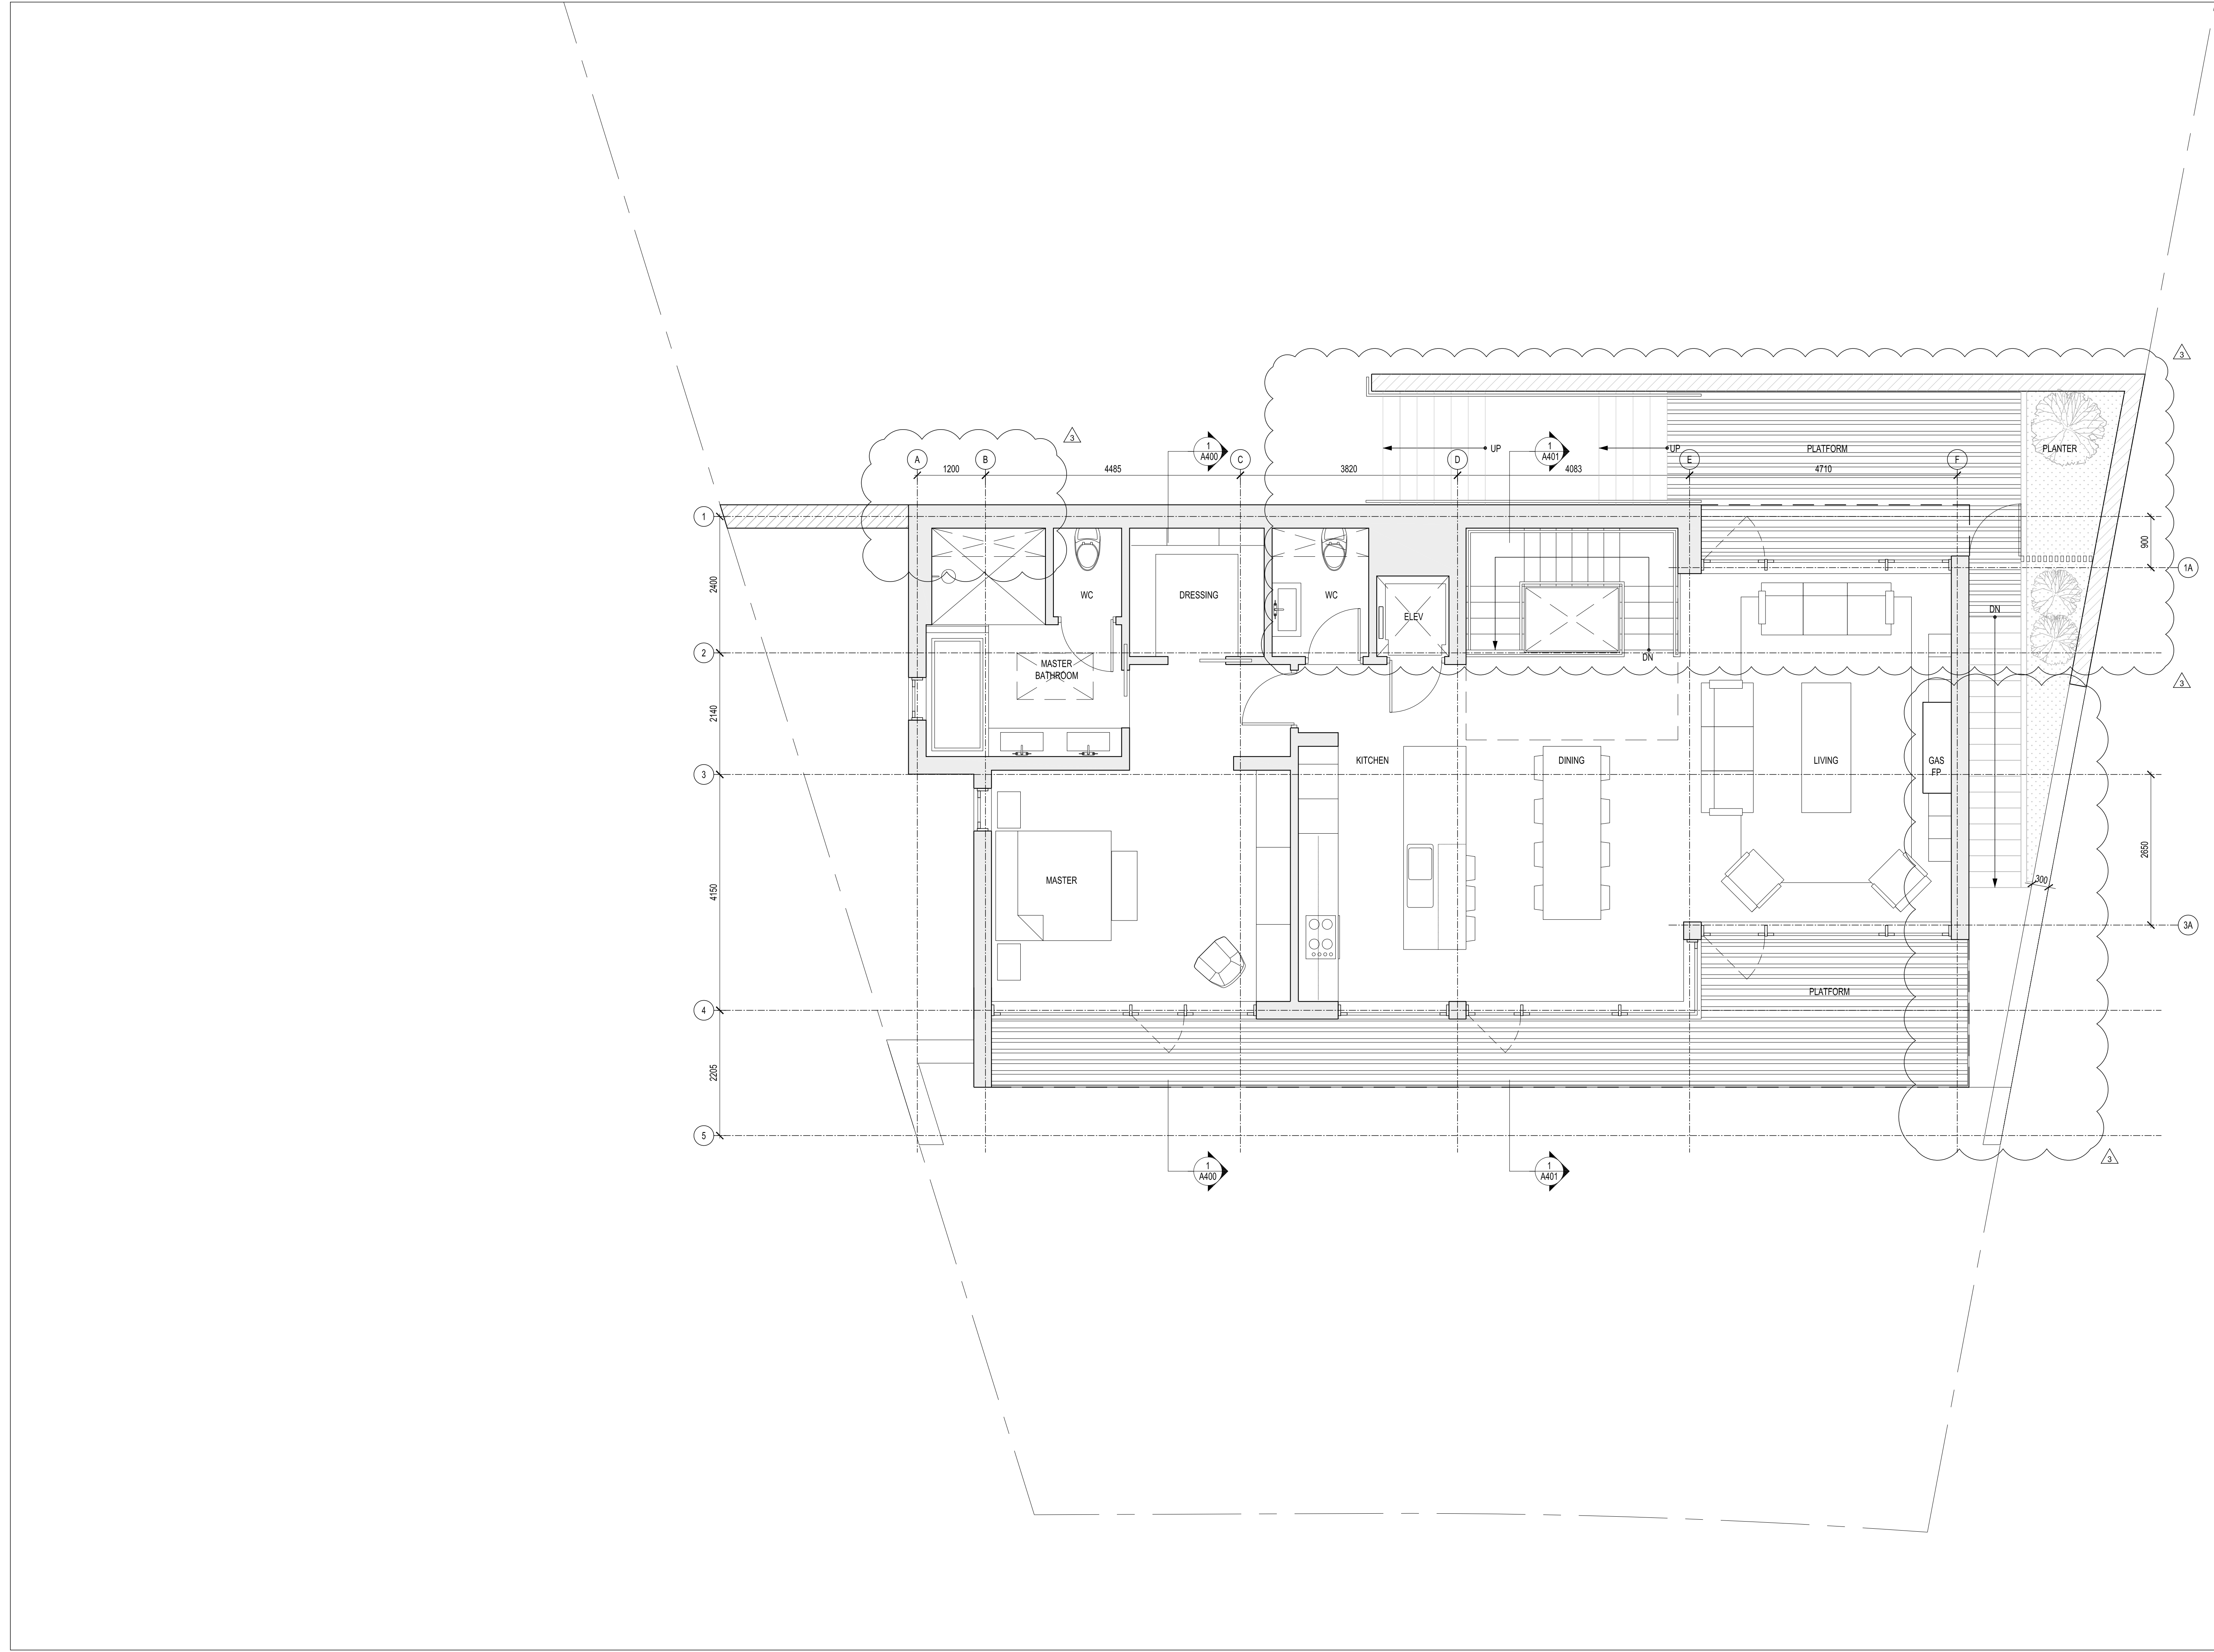 3
3
1
A400
1
A401
UP
UP
PLATFORM
PLANTER
A
B
C
D
E
F
1200
4485
3820
4083
4710
1
900
1A
2400
WC
DRESSING
WC
ELEV
DN
2
MASTER
BATHROOM
DN
3
2140
KITCHEN
DINING
LIVING
GAS
FP
3
2650
4150
MASTER
300
3A
PLATFORM
4
2205
5
3
1
A400
1
A401